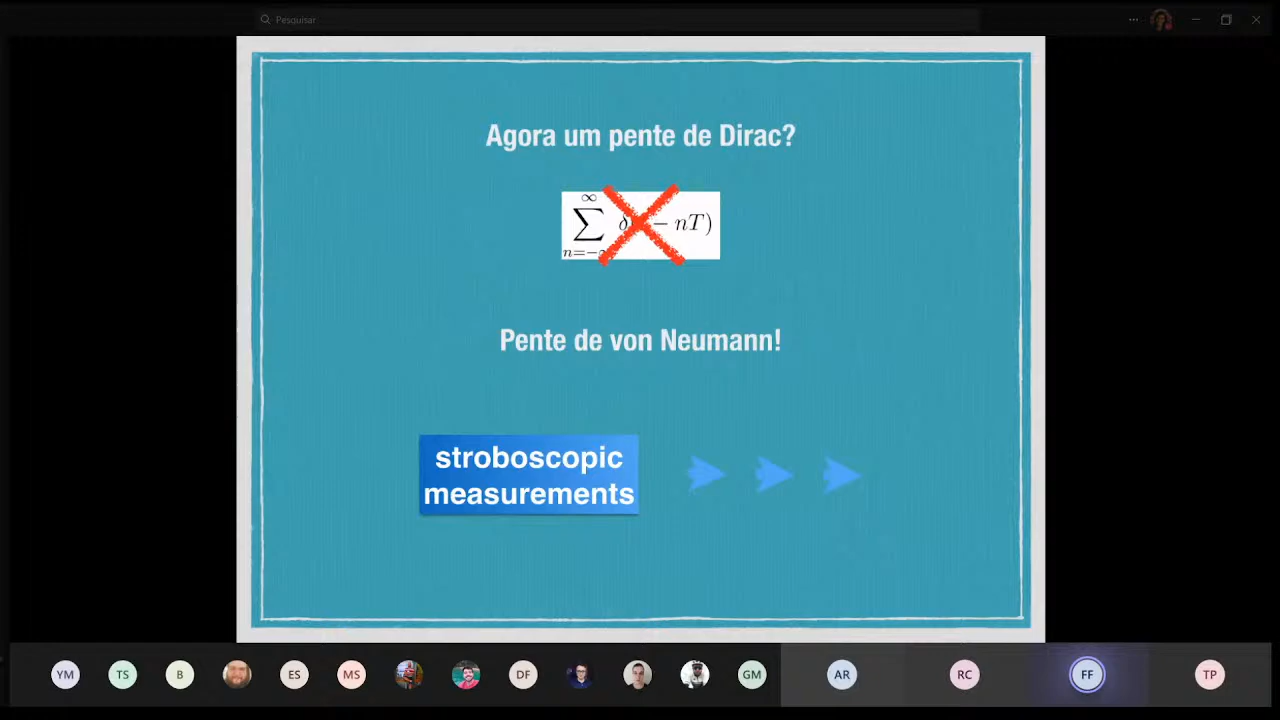 Pesquisar
Agora um pente de Dirac?
∞
∑ δ − nT)
n=−
Pente de von Neumann!
stroboscopic
measurements
YM TS B ES MS DF GM AR RC FF TP